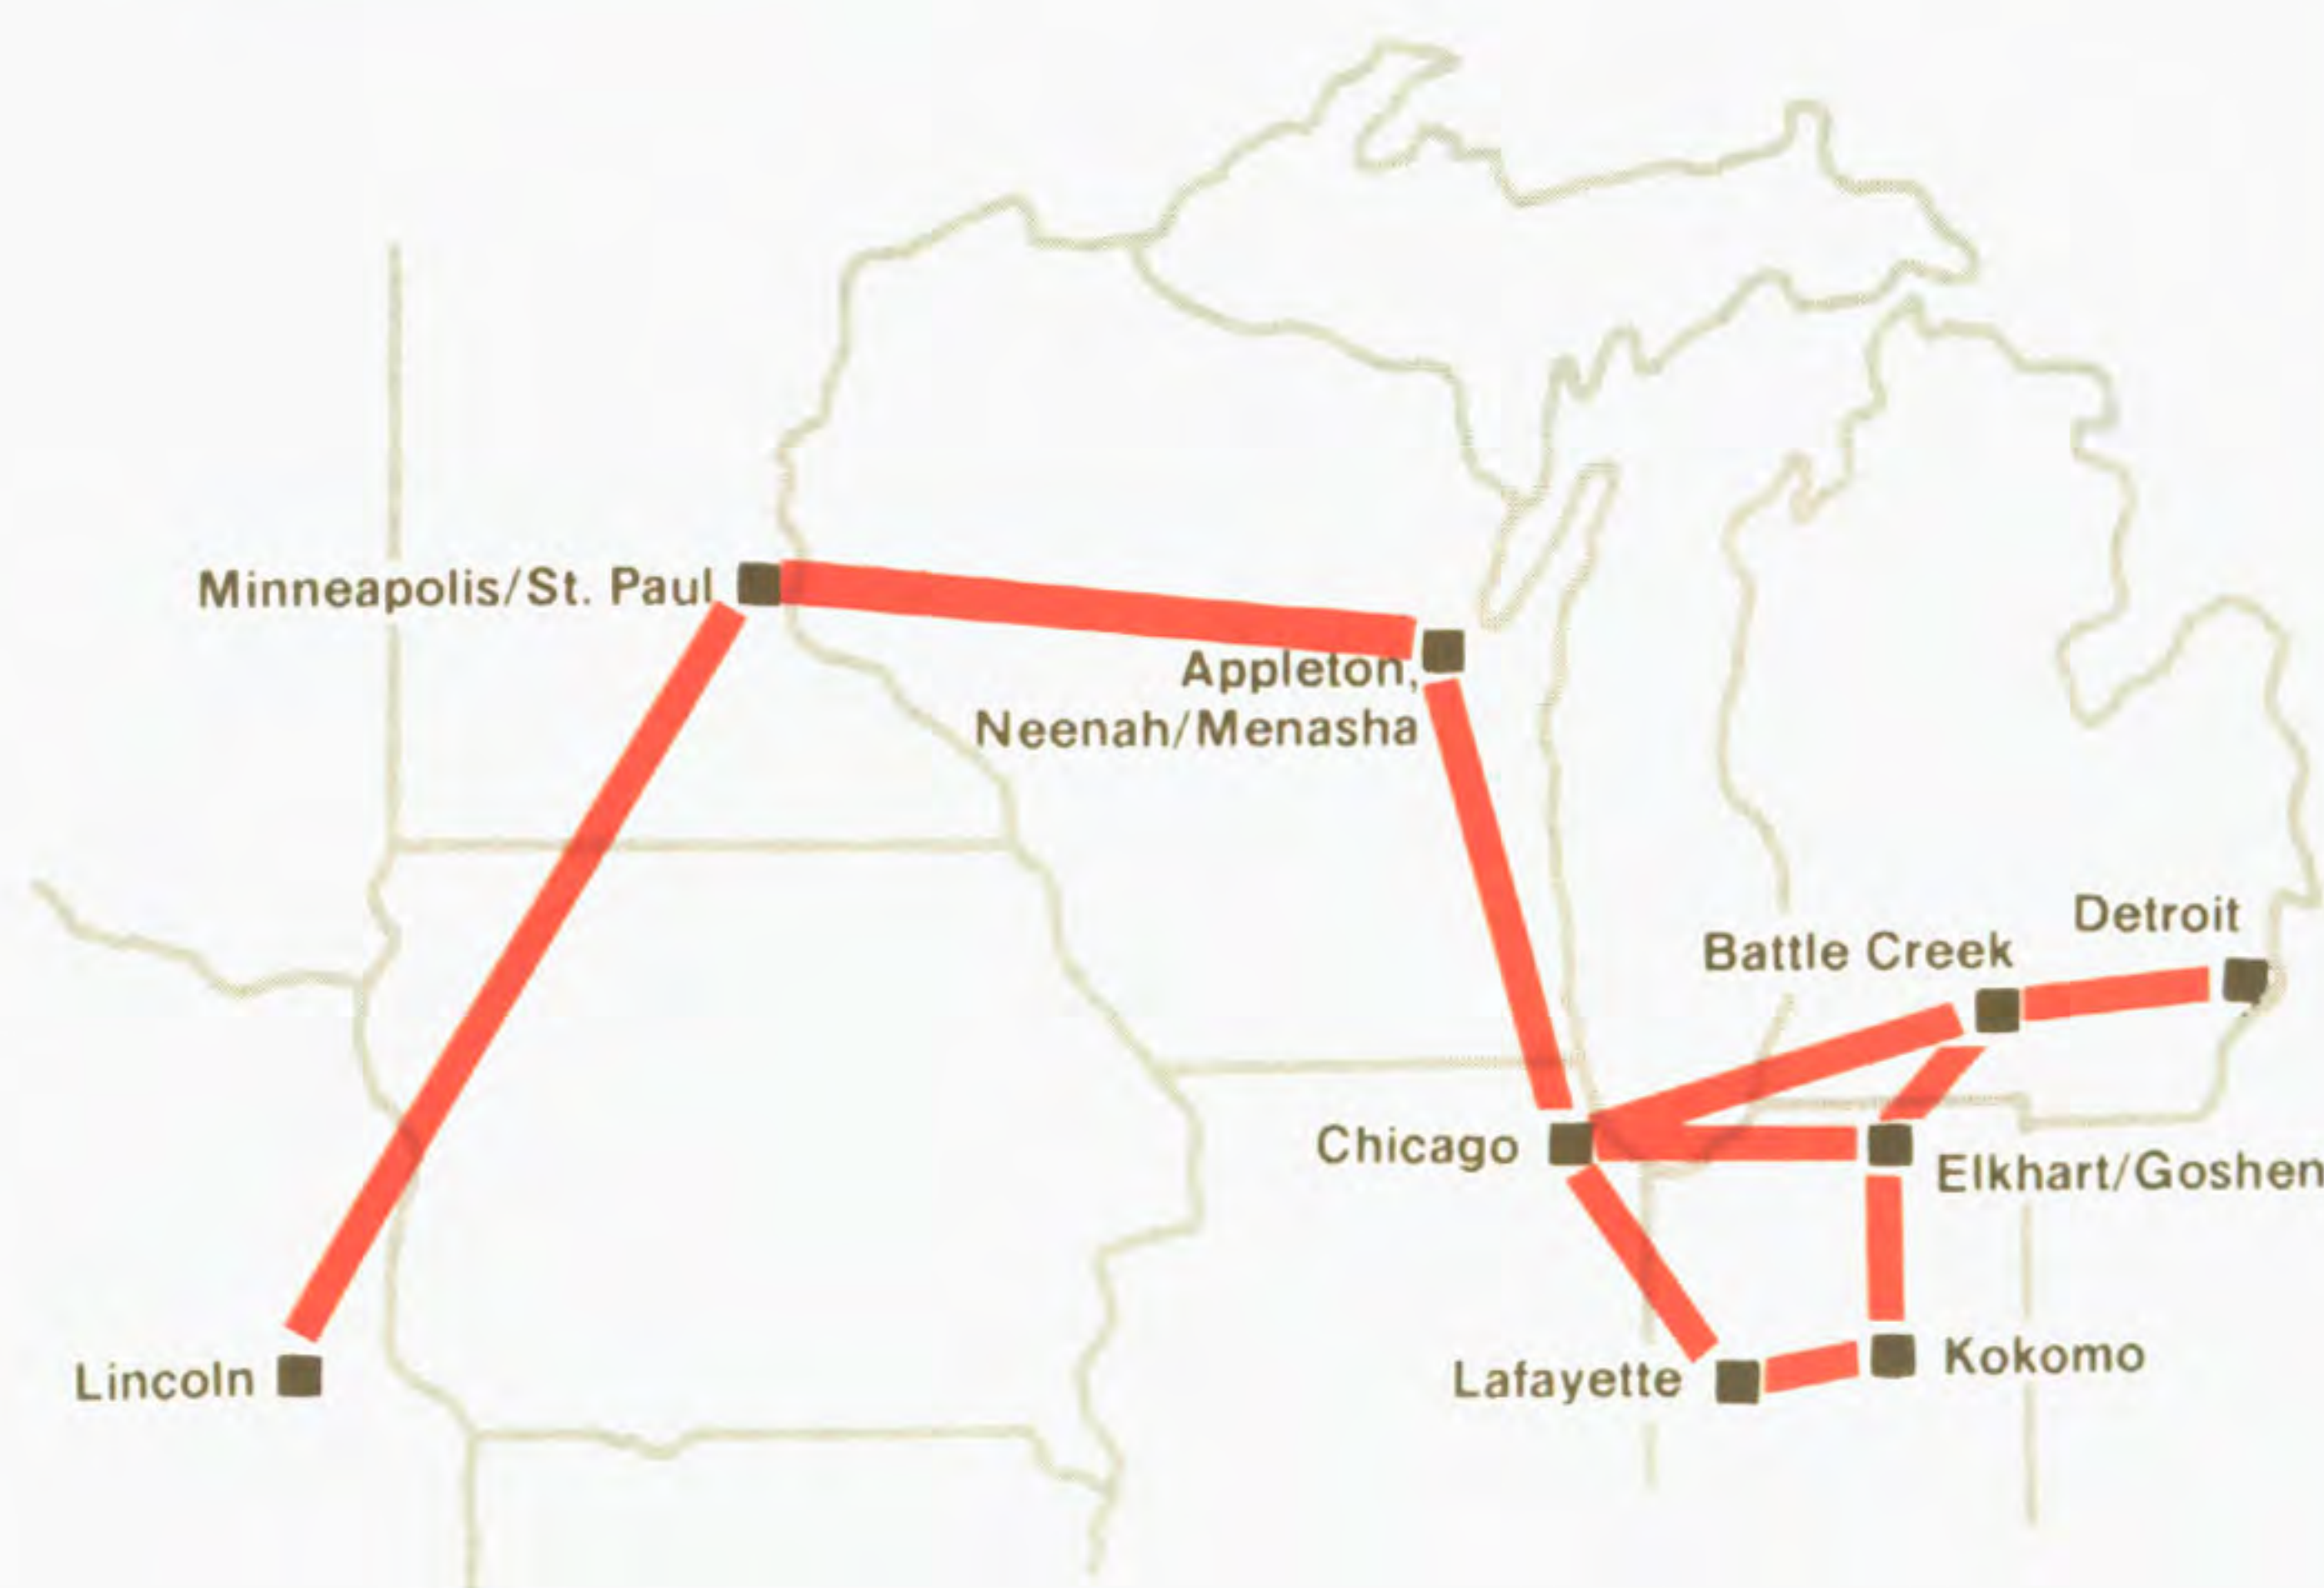 Minneapolis/St. Paul
Appleton,
Neenah/Menasha
Detroit
Battle Creek
Chicago
Elkhart/Goshen
Lincoln
Lafayette
Kokomo